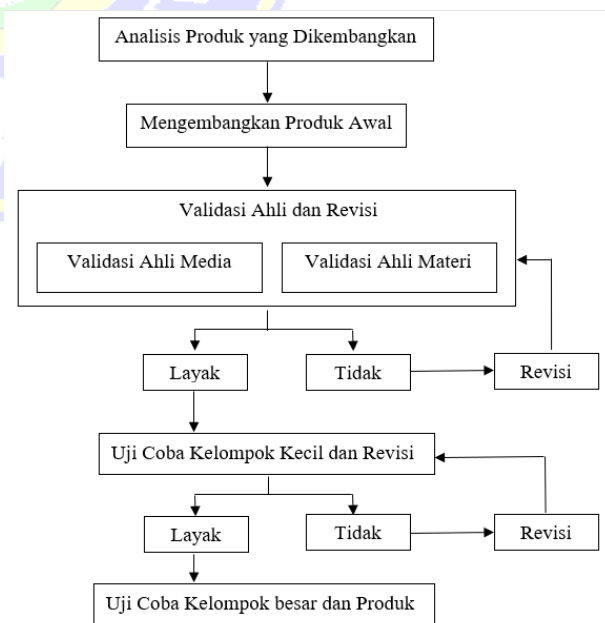 Analisis Produk yang Dikembangkan
Mengembangkan Produk Awal
Validasi Ahli dan Revisi
Validasi Ahli Media
Validasi Ahli Materi
Layak
Tidak
Revisi
Uji Coba Kelompok Kecil dan Revisi
Layak
Tidak
Revisi
Uji Coba Kelompok besar dan Produk